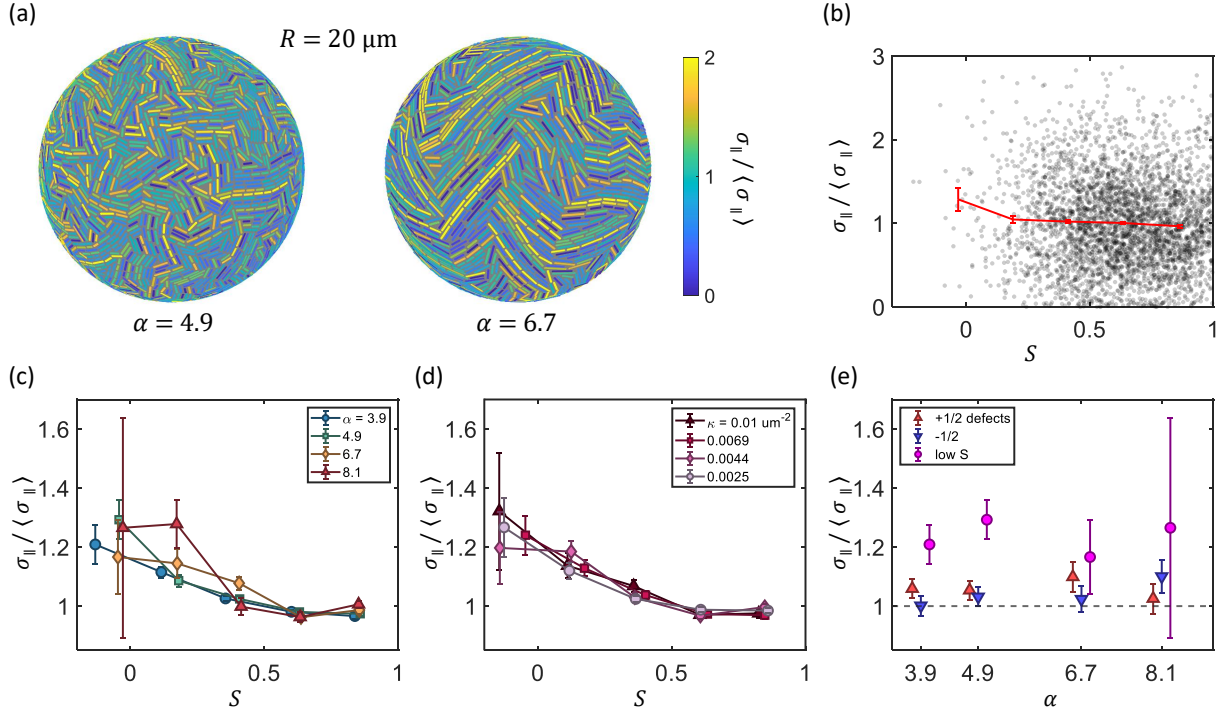 (a)
R = 20 μm
2
1
0
σ∥ / ⟨σ∥⟩
α = 4.9
α = 6.7
(b)
3
2
1
0
σ∥ / ⟨σ∥⟩
0
0.5
1
S
(c)
1.6
1.4
1.2
1
σ∥ / ⟨σ∥⟩
α = 3.9
4.9
6.7
8.1
0
0.5
1
S
(d)
1.6
1.4
1.2
1
σ∥ / ⟨σ∥⟩
κ = 0.01 um⁻²
0.0069
0.0044
0.0025
0
0.5
1
S
(e)
1.6
1.4
1.2
1
σ∥ / ⟨σ∥⟩
+1/2 defects
-1/2
low S
3.9
4.9
6.7
8.1
α